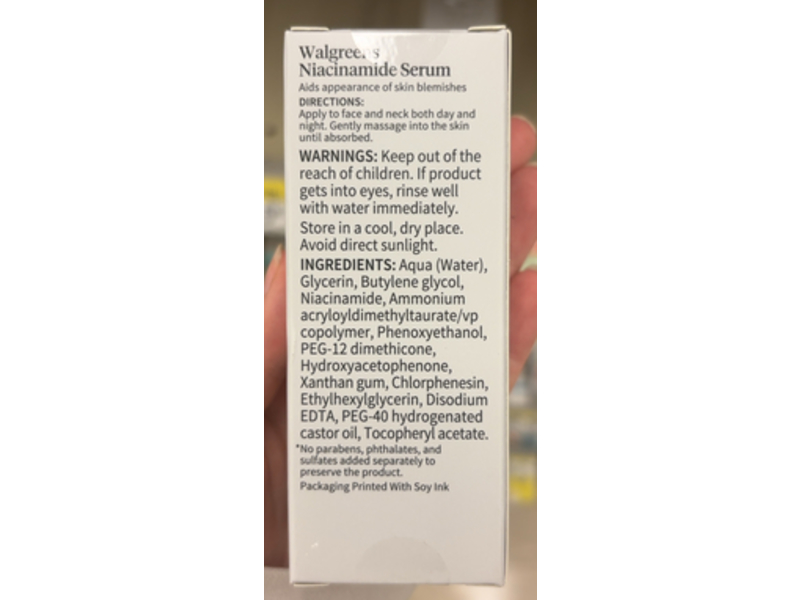 Walgreens
Niacinamide Serum
Aids appearance of skin blemishes
DIRECTIONS:
Apply to face and neck both day and
night. Gently massage into the skin
until absorbed.
WARNINGS: Keep out of the
reach of children. If product
gets into eyes, rinse well
with water immediately.
Store in a cool, dry place.
Avoid direct sunlight.
INGREDIENTS: Aqua (Water),
Glycerin, Butylene glycol,
Niacinamide, Ammonium
acryloyldimethyltaurate/vp
copolymer, Phenoxyethanol,
PEG-12 dimethicone,
Hydroxyacetophenone,
Xanthan gum, Chlorphenesin,
Ethylhexylglycerin, Disodium
EDTA, PEG-40 hydrogenated
castor oil, Tocopheryl acetate.
*No parabens, phthalates, and
sulfates added separately to
preserve the product.
Packaging Printed With Soy Ink